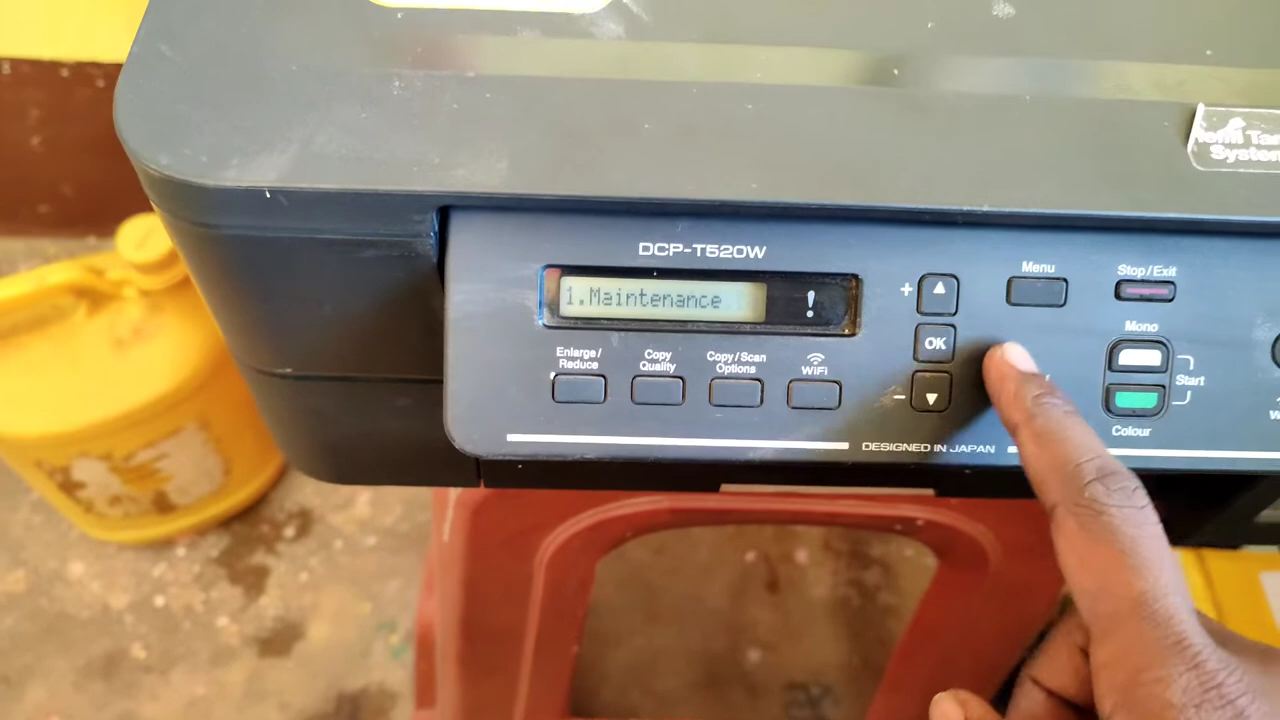 DCP-T520W
1.Maintenance
!
Menu
Stop/Exit
+
OK
-
Mono
Start
Colour
Enlarge/
Reduce
Copy
Quality
Copy/Scan
Options
WiFi
DESIGNED IN JAPAN
System